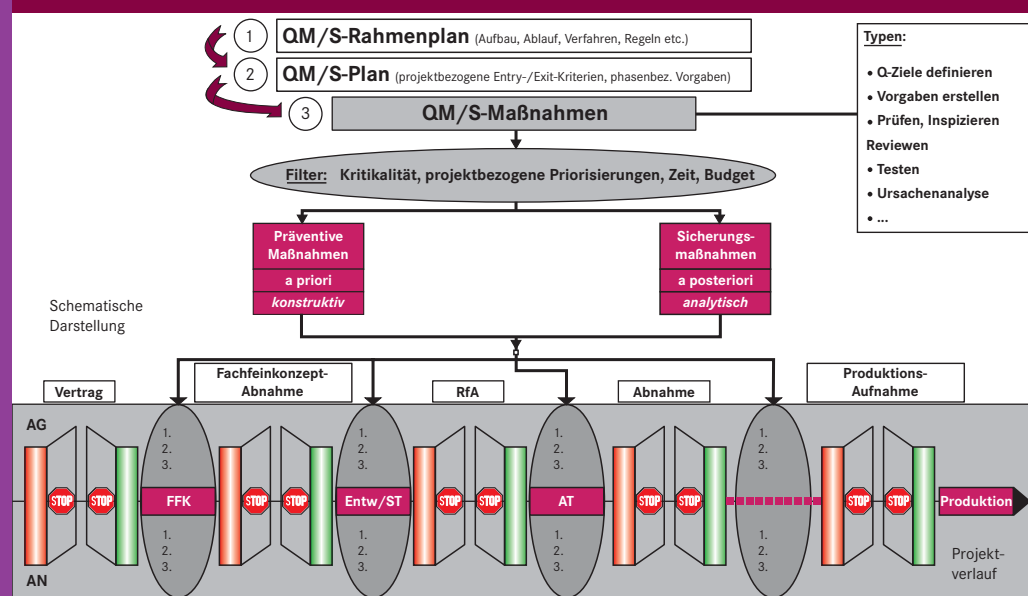 1
QM/S-Rahmenplan (Aufbau, Ablauf, Verfahren, Regeln etc.)
2
QM/S-Plan (projektbezogene Entry-/Exit-Kriterien, phasenbez. Vorgaben)
3
QM/S-Maßnahmen
Typen:
• Q-Ziele definieren
• Vorgaben erstellen
• Prüfen, Inspizieren
Reviewen
• Testen
• Ursachenanalyse
• ...
Filter: Kritikalität, projektbezogene Priorisierungen, Zeit, Budget
Präventive
Maßnahmen
a priori
konstruktiv
Sicherungs-
maßnahmen
a posteriori
analytisch
Schematische
Darstellung
Vertrag
Fachfeinkonzept-
Abnahme
RfA
Abnahme
Produktions-
Aufnahme
AG
1.
2.
3.
1.
2.
3.
1.
2.
3.
1.
2.
3.
STOP
STOP
FFK
STOP
STOP
Entw/ST
STOP
STOP
AT
STOP
STOP
STOP
STOP
Produktion
1.
2.
3.
1.
2.
3.
1.
2.
3.
1.
2.
3.
AN
Projekt-
verlauf